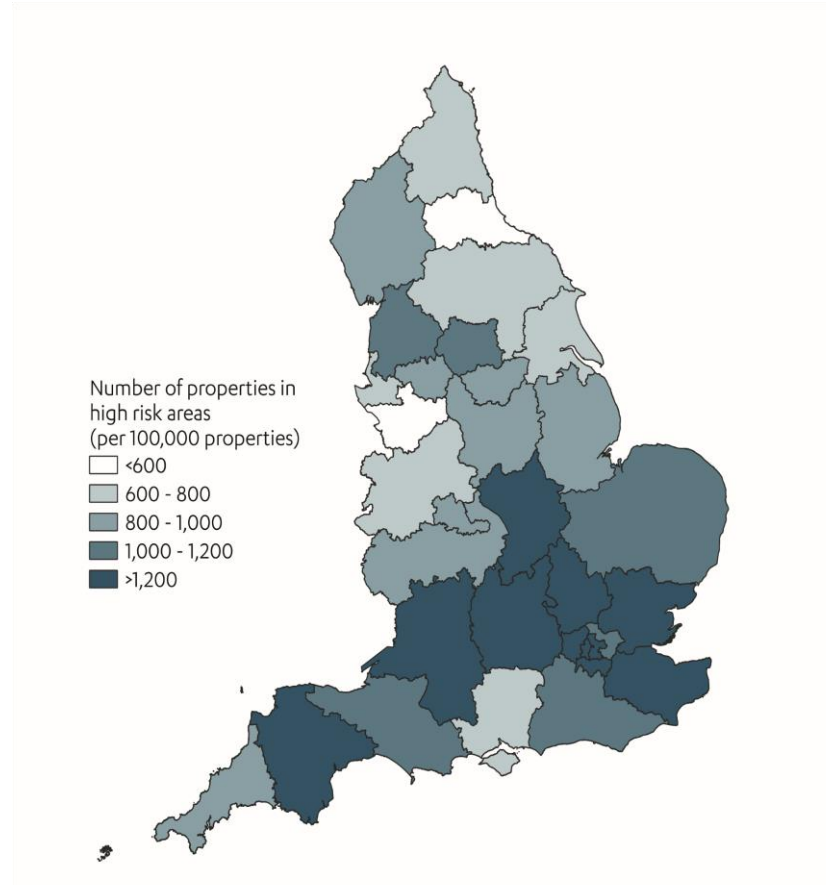 Number of properties in
high risk areas
(per 100,000 properties)
<600
600 - 800
800 - 1,000
1,000 - 1,200
>1,200